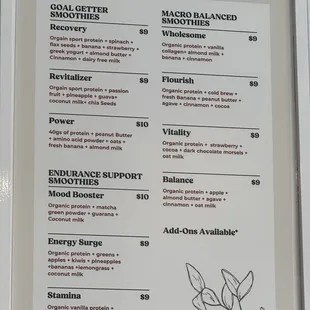 GOAL GETTER
SMOOTHIES
Recovery $9
Orgain sport protein + spinach +
flax seeds + banana + strawberry +
greek yogurt + almond butter +
Cinnamon + dairy free milk
Revitalizer $9
Orgain sport protein + passion
fruit + pineapple + guava+
coconut milk+ chia Seeds
Power $10
40gs of protein + peanut Butter
+ amino acid powder + oats +
fresh banana + almond milk
ENDURANCE SUPPORT
SMOOTHIES
Mood Booster $10
Organic protein + matcha
green powder + guarana +
Coconut milk
Energy Surge $9
Organic protein + greens +
apples + kiwis + pineapples
+bananas +lemongrass +
coconut milk
Stamina $9
Organic vanilla protein +
MACRO BALANCED
SMOOTHIES
Wholesome $9
Organic protein + vanilla
collagen+ almond milk +
banana + cinnamon
Flourish $9
Organic protein + cold brew +
fresh Banana + peanut butter +
agave + cinnamon + cocoa
Vitality $9
Organic protein + strawberry +
cocoa + dark chocolate morsels +
oat milk
Balance $9
Organic protein + apple +
almond butter + agave +
cinnamon + oat milk
Add-Ons Available*